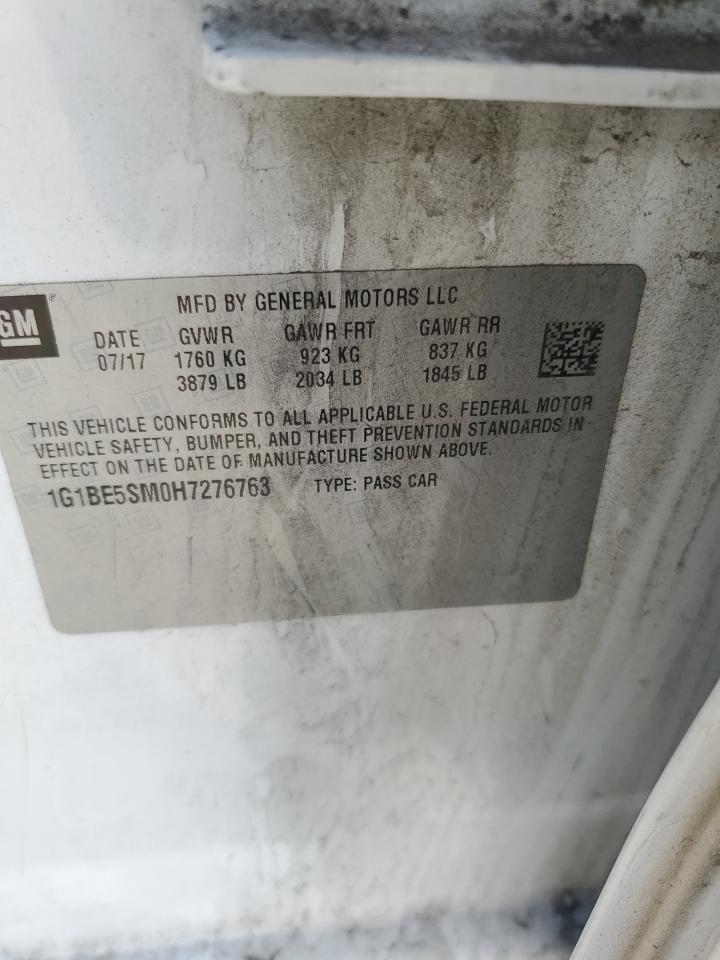 GM ®
MFD BY GENERAL MOTORS LLC
DATE GVWR GAWR FRT GAWR RR
07/17 1760 KG 923 KG 837 KG
3879 LB 2034 LB 1845 LB
THIS VEHICLE CONFORMS TO ALL APPLICABLE U.S. FEDERAL MOTOR
VEHICLE SAFETY, BUMPER, AND THEFT PREVENTION STANDARDS IN
EFFECT ON THE DATE OF MANUFACTURE SHOWN ABOVE.
1G1BE5SM0H7276763 TYPE: PASS CAR